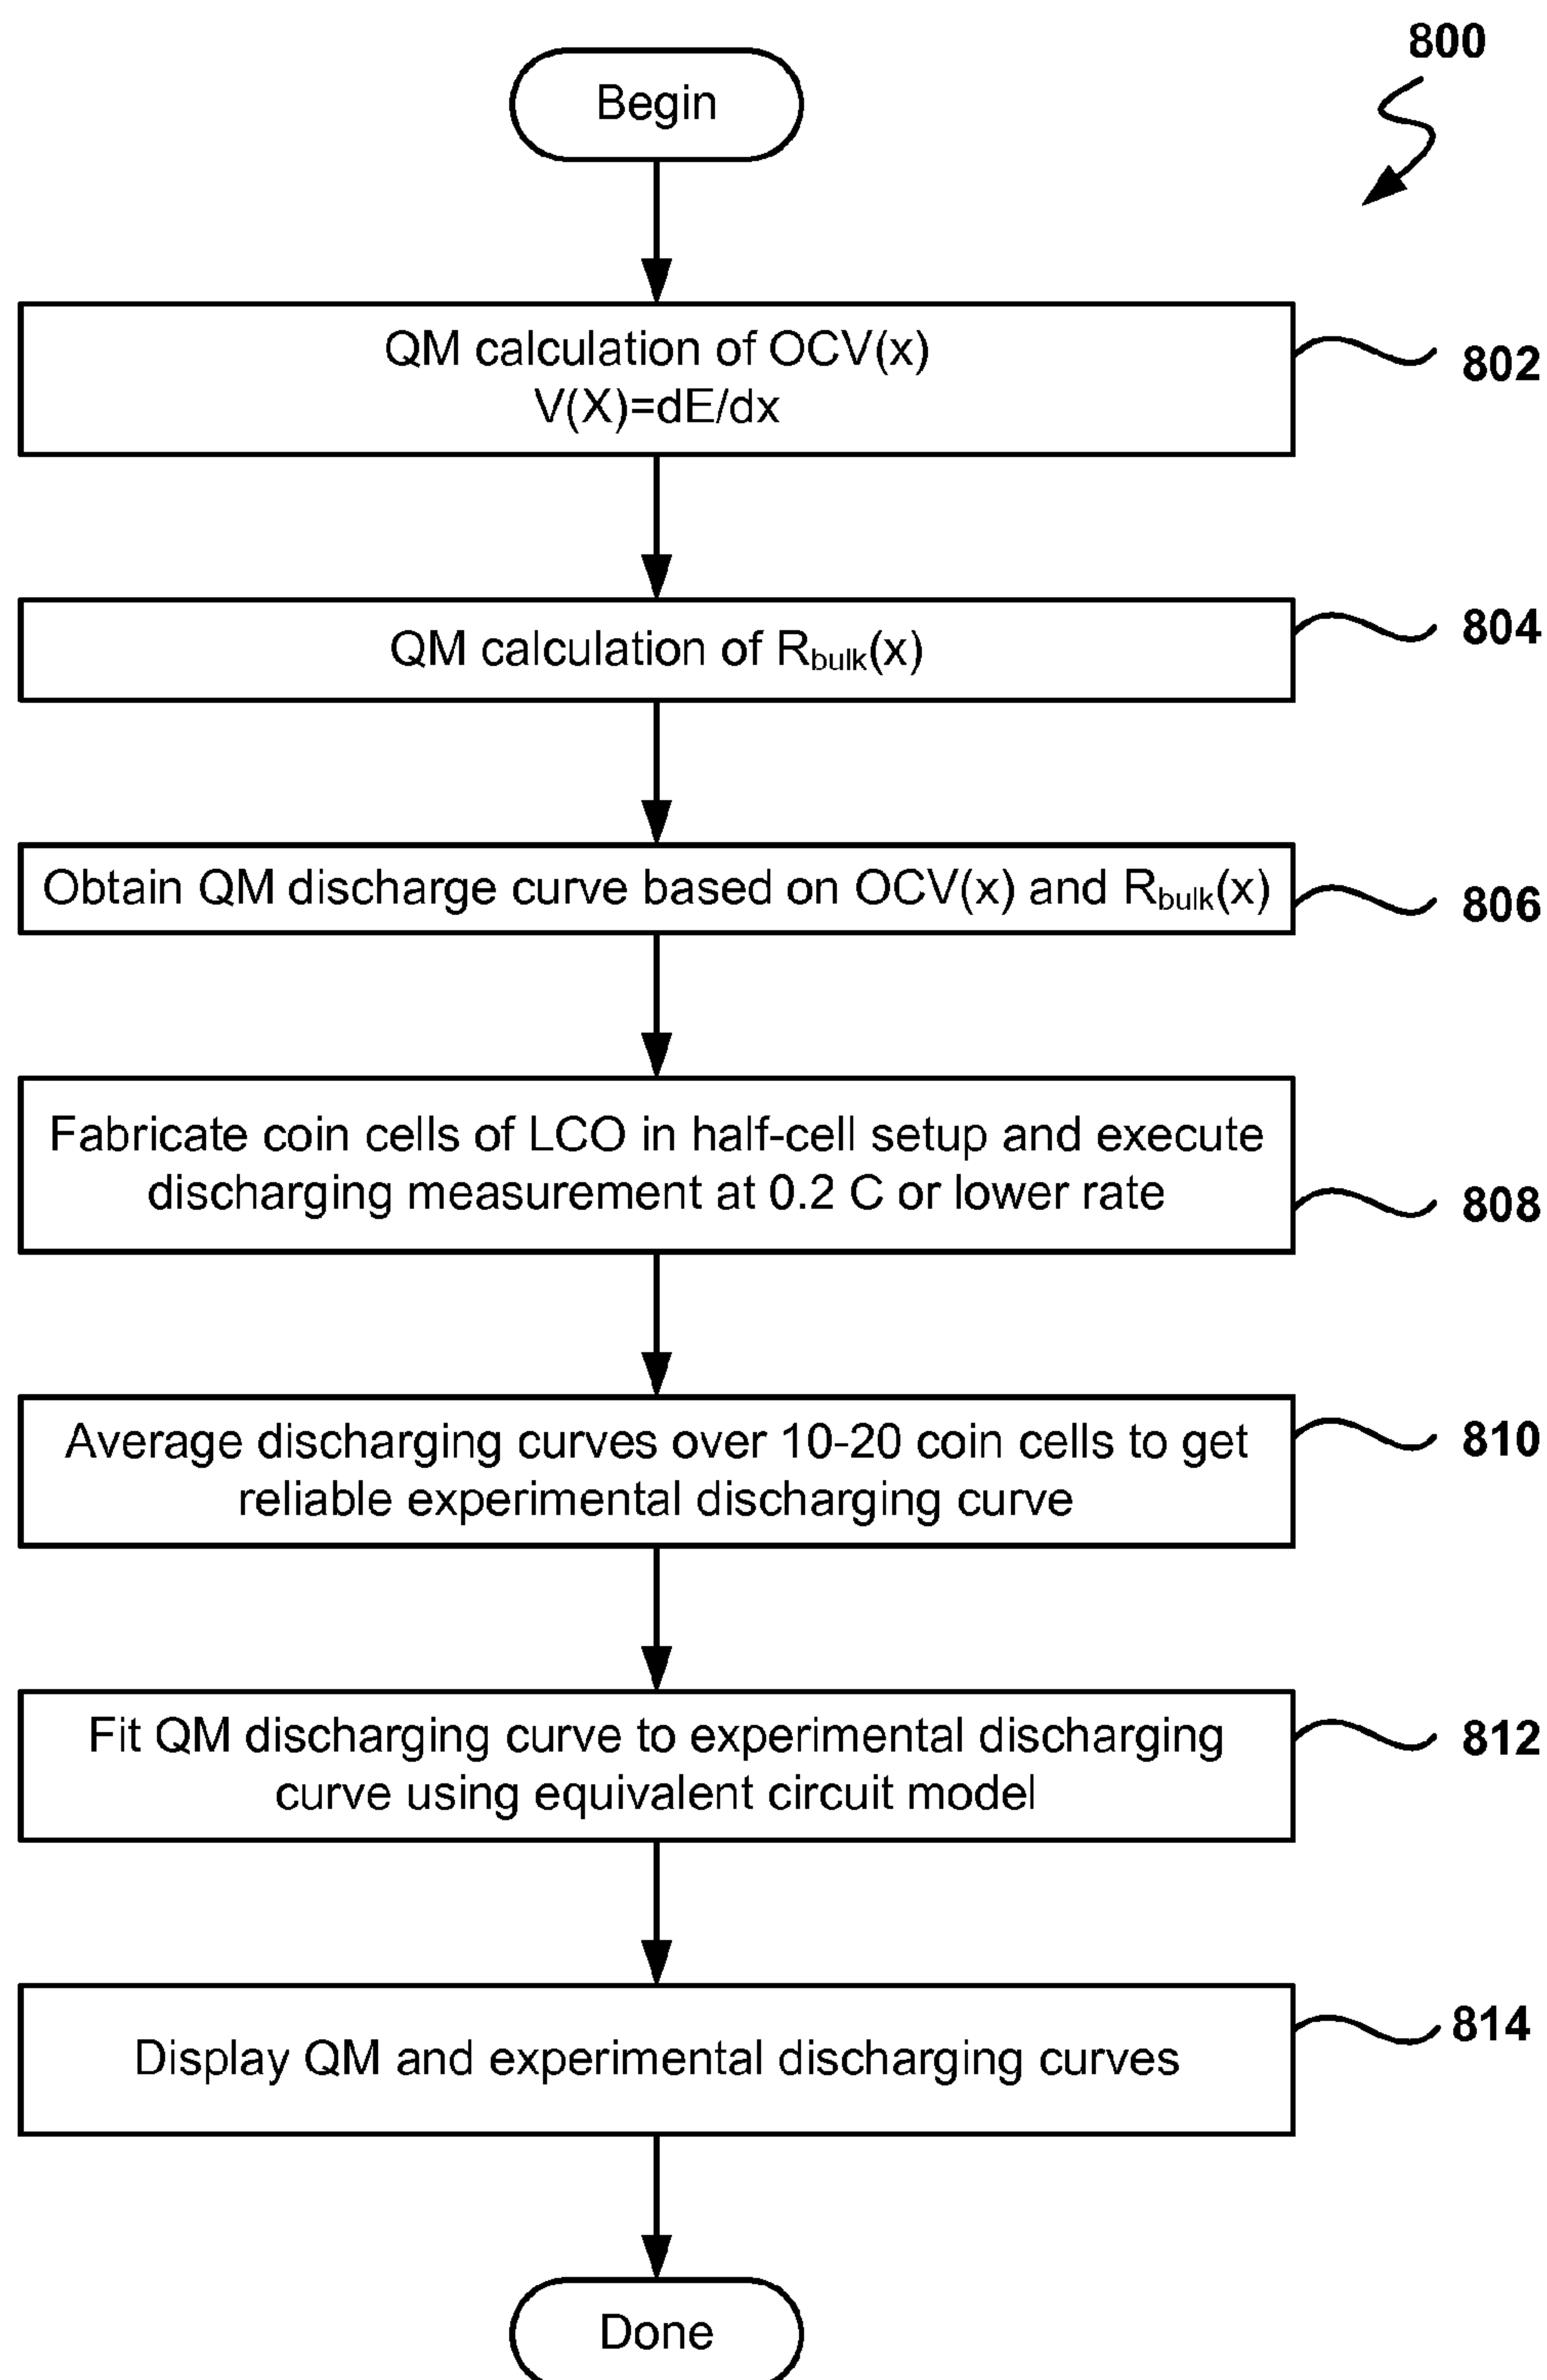 800
Begin
QM calculation of OCV(x)
V(X)=dE/dx
802
QM calculation of Rbulk(x)
804
Obtain QM discharge curve based on OCV(x) and Rbulk(x)
806
Fabricate coin cells of LCO in half-cell setup and execute
discharging measurement at 0.2 C or lower rate
808
Average discharging curves over 10-20 coin cells to get
reliable experimental discharging curve
810
Fit QM discharging curve to experimental discharging
curve using equivalent circuit model
812
Display QM and experimental discharging curves
814
Done